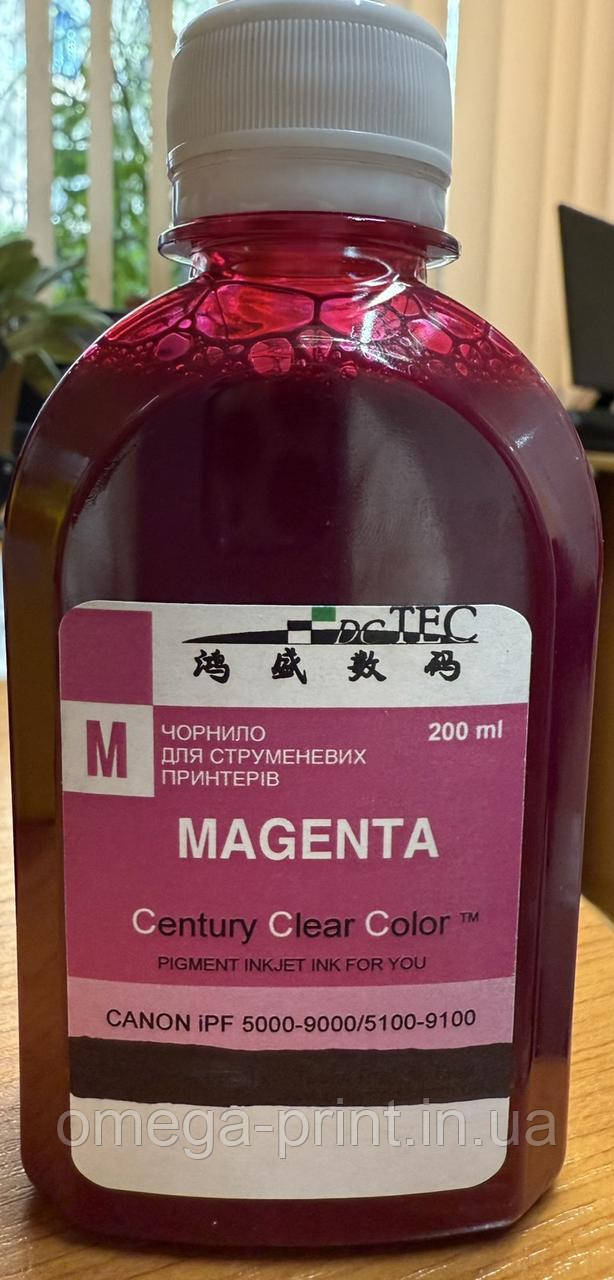 DCTEC
鸿盛数码
M
ЧОРНИЛО
200 ml
ДЛЯ СТРУМЕНЕВИХ
ПРИНТЕРІВ
MAGENTA
Century Clear Color ™
PIGMENT INKJET INK FOR YOU
CANON iPF 5000-9000/5100-9100
omega-print.in.ua